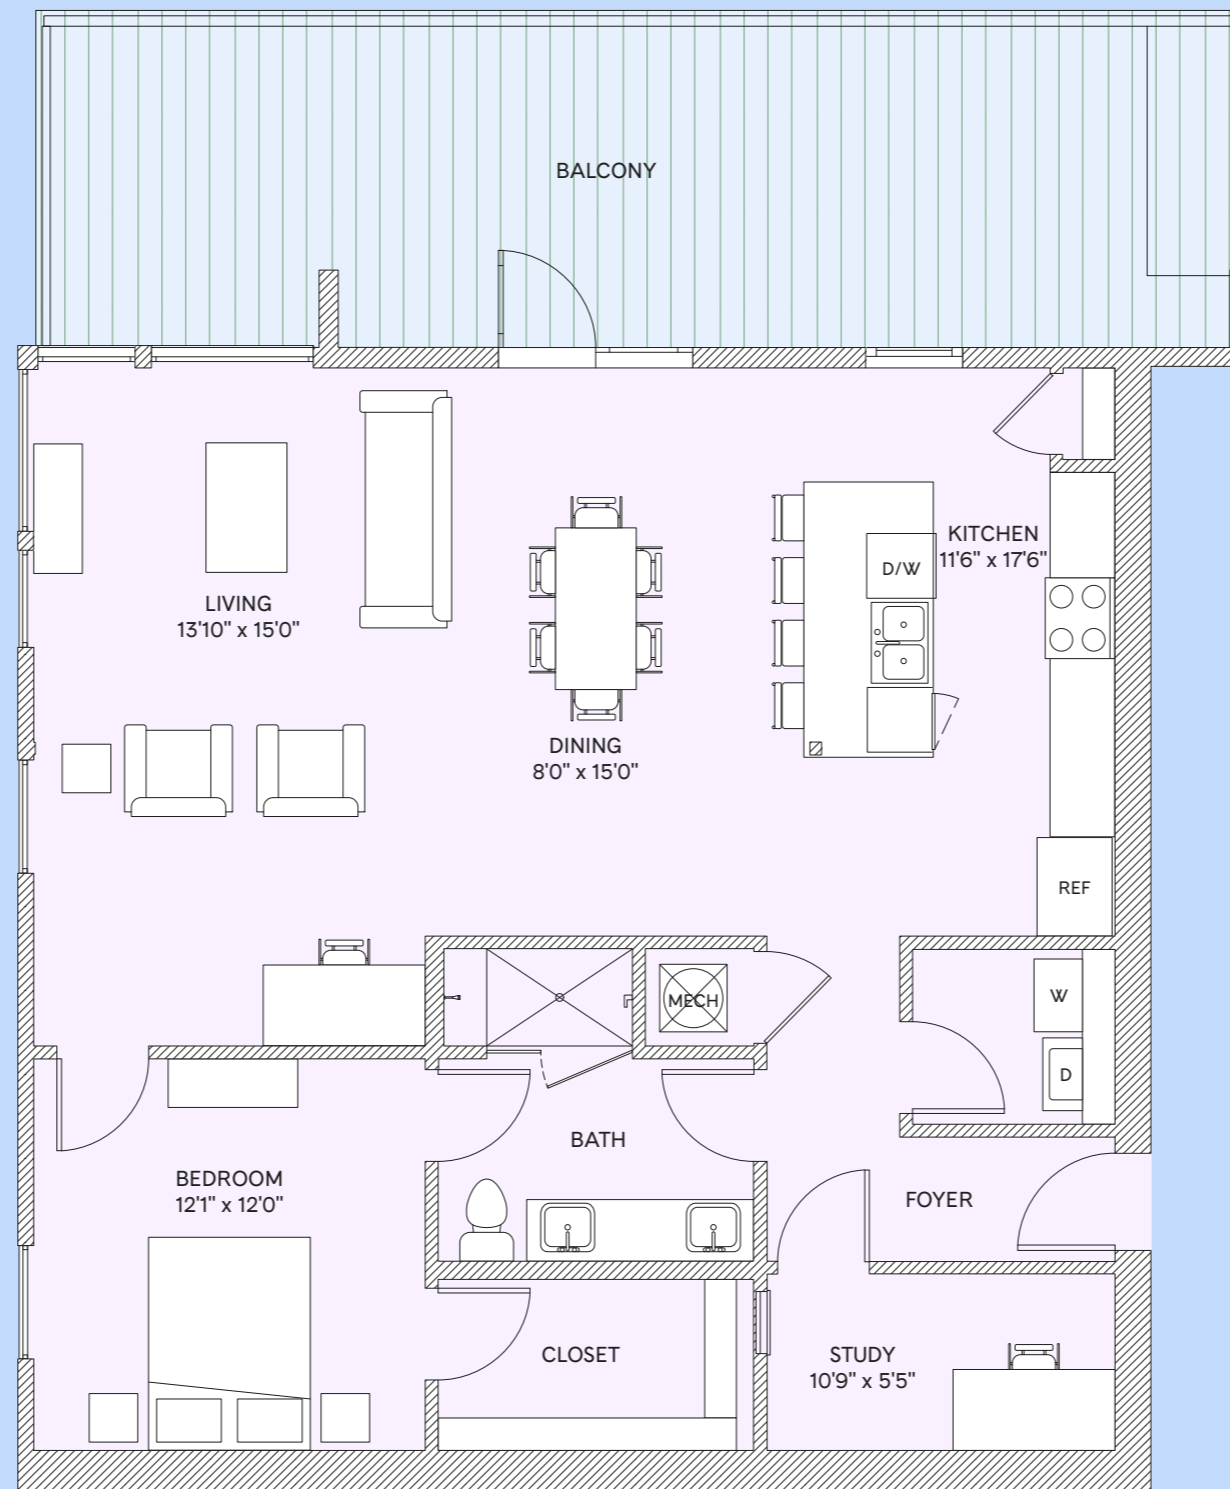 BALCONY
KITCHEN
11'6" x 17'6"
D/W
LIVING
13'10" x 15'0"
DINING
8'0" x 15'0"
REF
MECH
W
D
BATH
BEDROOM
12'1" x 12'0"
FOYER
CLOSET
STUDY
10'9" x 5'5"